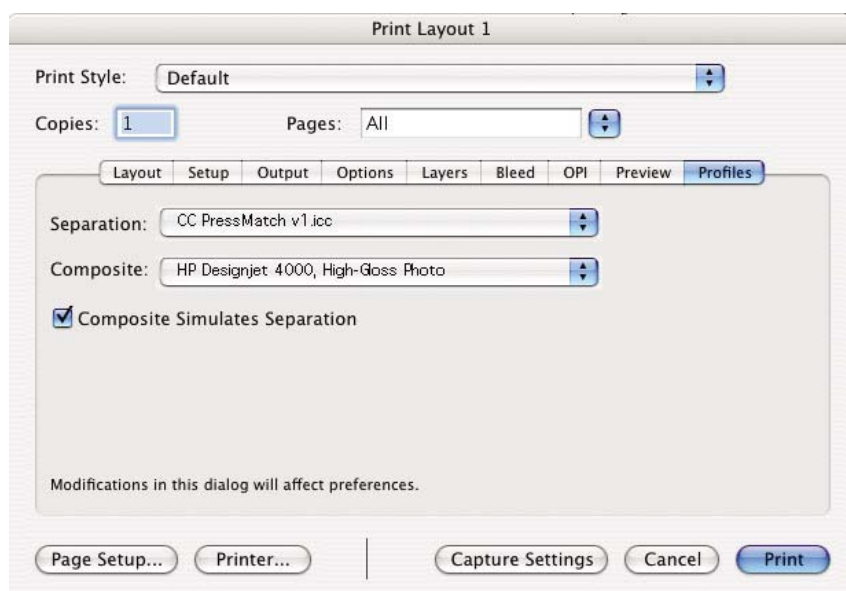 Print Layout 1
Print Style: Default
Copies: 1 Pages: All
Layout Setup Output Options Layers Bleed OPI Preview Profiles
Separation: CC PressMatch v1.icc
Composite: HP Designjet 4000, High-Gloss Photo
Composite Simulates Separation
Modifications in this dialog will affect preferences.
Page Setup... Printer... Capture Settings Cancel Print